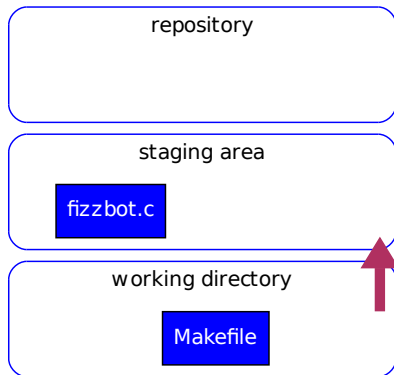 repository
staging area
fizzbot.c
working directory
Makefile